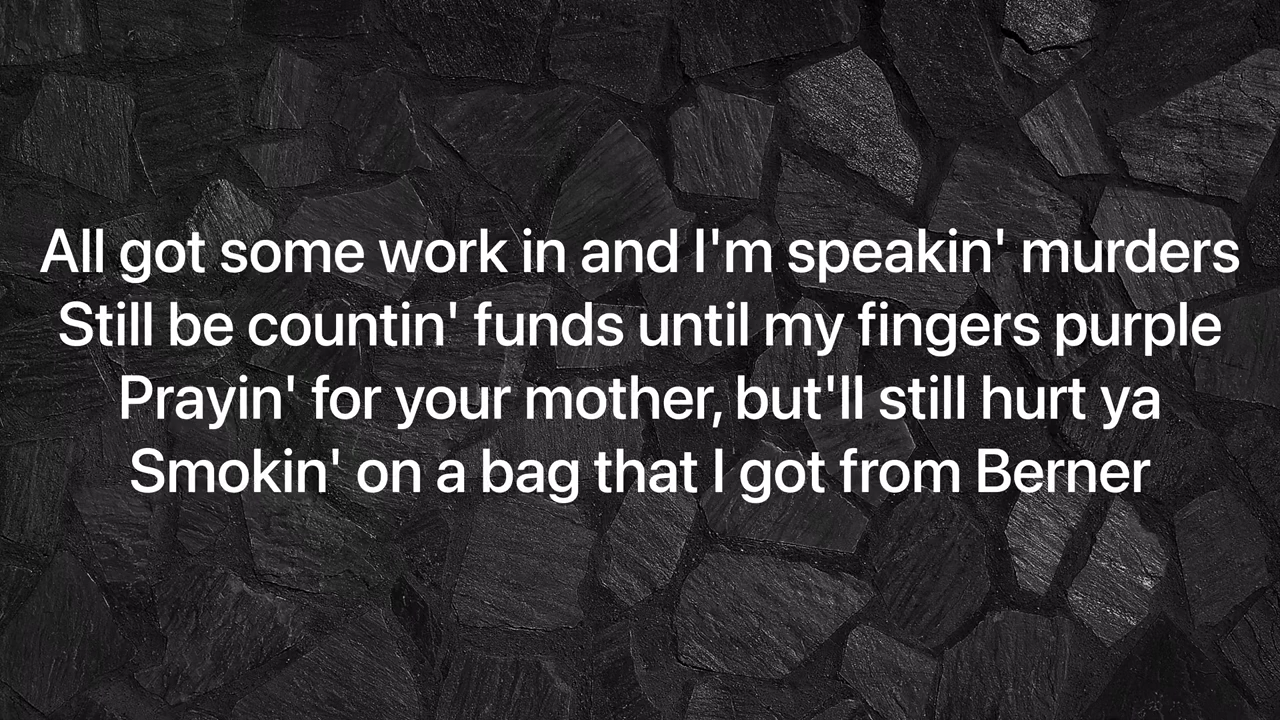 All got some work in and I'm speakin' murders
Still be countin' funds until my fingers purple
Prayin' for your mother, but'll still hurt ya
Smokin' on a bag that I got from Berner